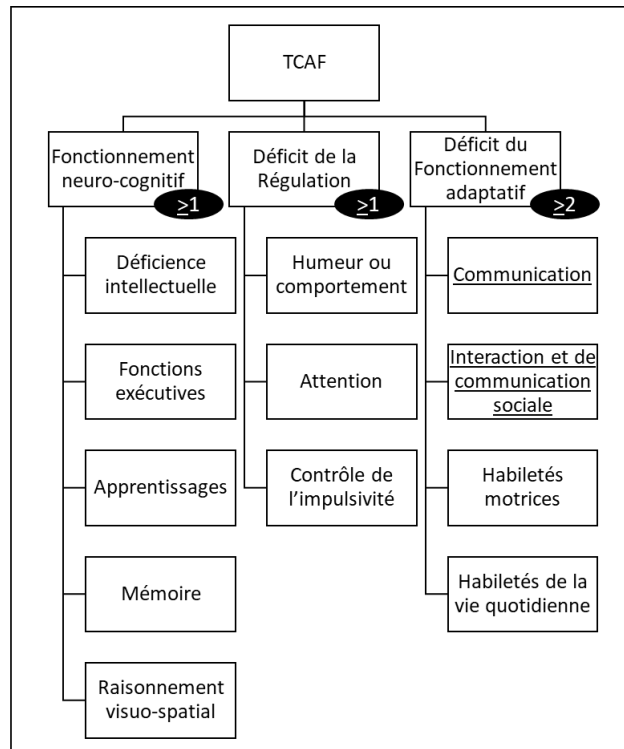 TCAF
Fonctionnement
neuro-cognitif
≥1
Déficit de la
Régulation
≥1
Déficit du
Fonctionnement
adaptatif
≥2
Déficience
intellectuelle
Fonctions
exécutives
Apprentissages
Mémoire
Raisonnement
visuo-spatial
Humeur ou
comportement
Attention
Contrôle de
l’impulsivité
Communication
Interaction et de
communication
sociale
Habiletés
motrices
Habiletés de la
vie quotidienne